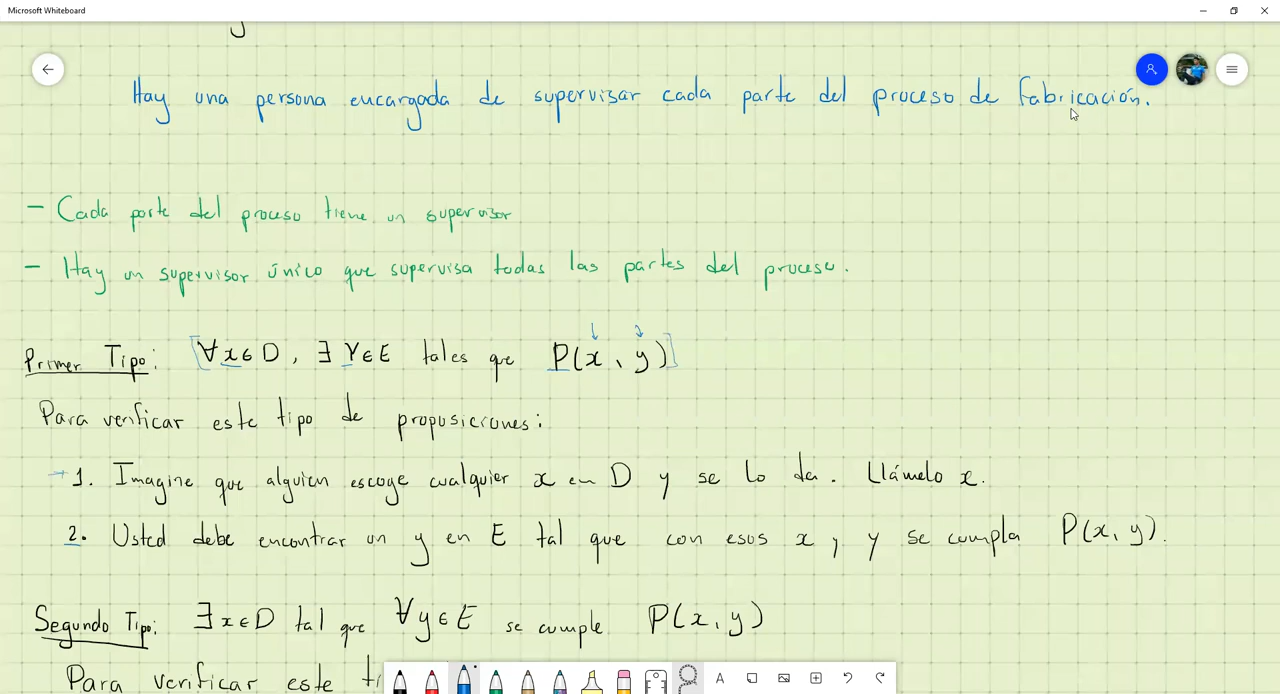 Microsoft Whiteboard
Hay una persona encargada de supervisar cada parte del proceso de fabricación.
- Cada parte del proceso tiene un supervisor
- Hay un supervisor único que supervisa todas las partes del proceso.
Primer Tipo: [∀x∈D, ∃ y∈E tales que P(x, y)]
Para verificar este tipo de proposiciones:
→ 1. Imagine que alguien escoge cualquier x en D y se lo da. Llámelo x.
2. Usted debe encontrar un y en E tal que con esos x, y se cumpla P(x, y).
Segundo Tipo: ∃x∈D tal que ∀y∈E se cumple P(x, y)
Para verificar este
A